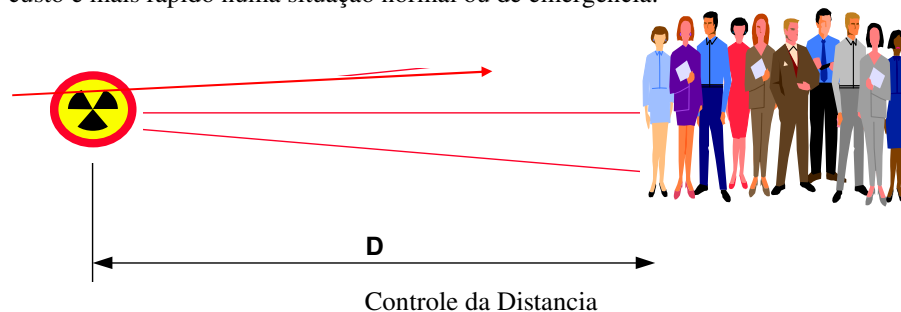 custo e mais rápido numa situação normal ou de emergência.
D
Controle da Distancia